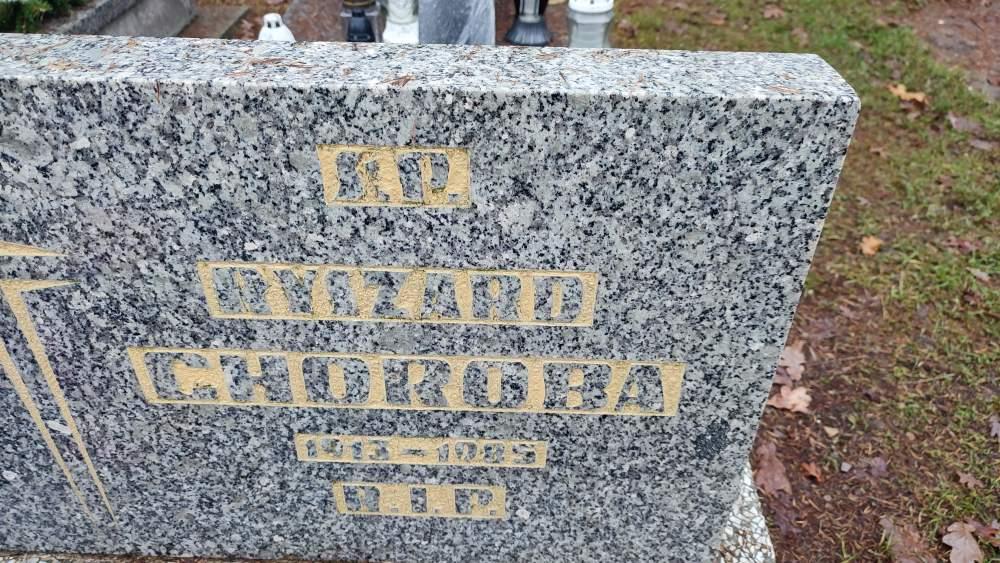 Ś.P.
RYSZARD
CHOROBA
1913-1985
R.I.P.